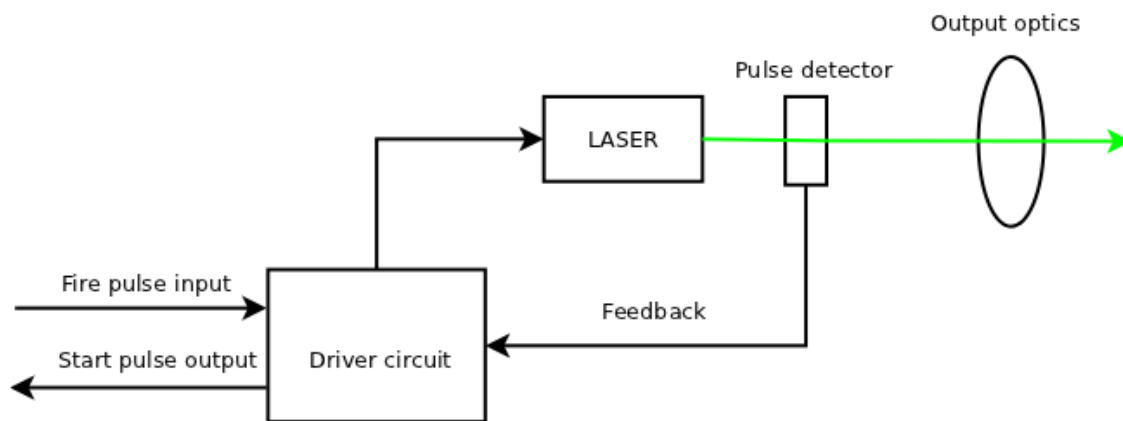 Output optics
Pulse detector
LASER
Fire pulse input
Feedback
Start pulse output
Driver circuit